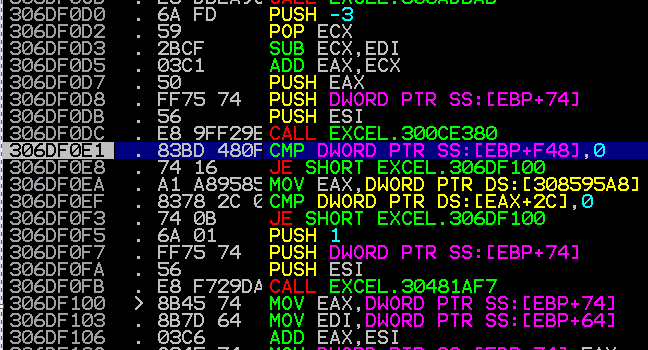 306DF0D0 . 6A FD PUSH -3
306DF0D2 . 59 POP ECX
306DF0D3 . 2BCF SUB ECX,EDI
306DF0D5 . 03C1 ADD EAX,ECX
306DF0D7 . 50 PUSH EAX
306DF0D8 . FF75 74 PUSH DWORD PTR SS:[EBP+74]
306DF0DB . 56 PUSH ESI
306DF0DC . E8 9FF29E CALL EXCEL.300CE380
306DF0E1 . 83BD 480F CMP DWORD PTR SS:[EBP+F48],0
306DF0E8 . 74 16 JE SHORT EXCEL.306DF100
306DF0EA . A1 A89585 MOV EAX,DWORD PTR DS:[308595A8]
306DF0EF . 8378 2C 0 CMP DWORD PTR DS:[EAX+2C],0
306DF0F3 . 74 0B JE SHORT EXCEL.306DF100
306DF0F5 . 6A 01 PUSH 1
306DF0F7 . FF75 74 PUSH DWORD PTR SS:[EBP+74]
306DF0FA . 56 PUSH ESI
306DF0FB . E8 F729DA CALL EXCEL.30481AF7
306DF100 > 8B45 74 MOV EAX,DWORD PTR SS:[EBP+74]
306DF103 . 8B7D 64 MOV EDI,DWORD PTR SS:[EBP+64]
306DF106 . 03C6 ADD EAX,ESI